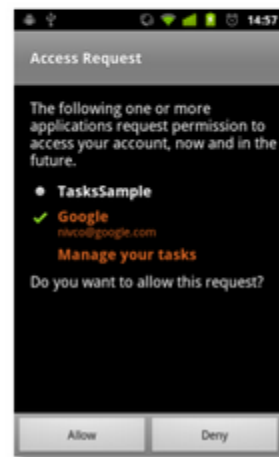 14:57
Access Request
The following one or more
applications request permission to
access your account, now and in the
future.
TasksSample
Google
nivco@google.com
Manage your tasks
Do you want to allow this request?
Allow
Deny